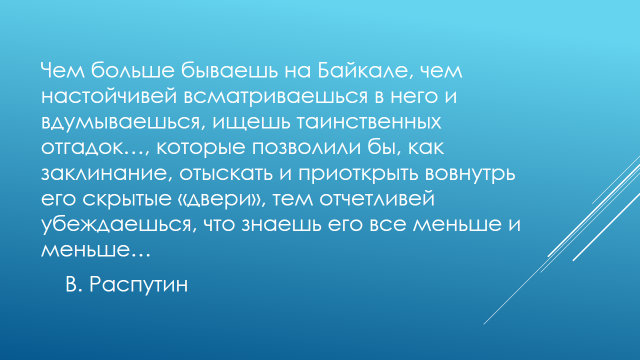 Чем больше бываешь на Байкале, чем
настойчивей всматриваешься в него и
вдумываешься, ищешь таинственных
отгадок…, которые позволили бы, как
заклинание, отыскать и приоткрыть вовнутрь
его скрытые «двери», тем отчетливей
убеждаешься, что знаешь его все меньше и
меньше…
В. Распутин